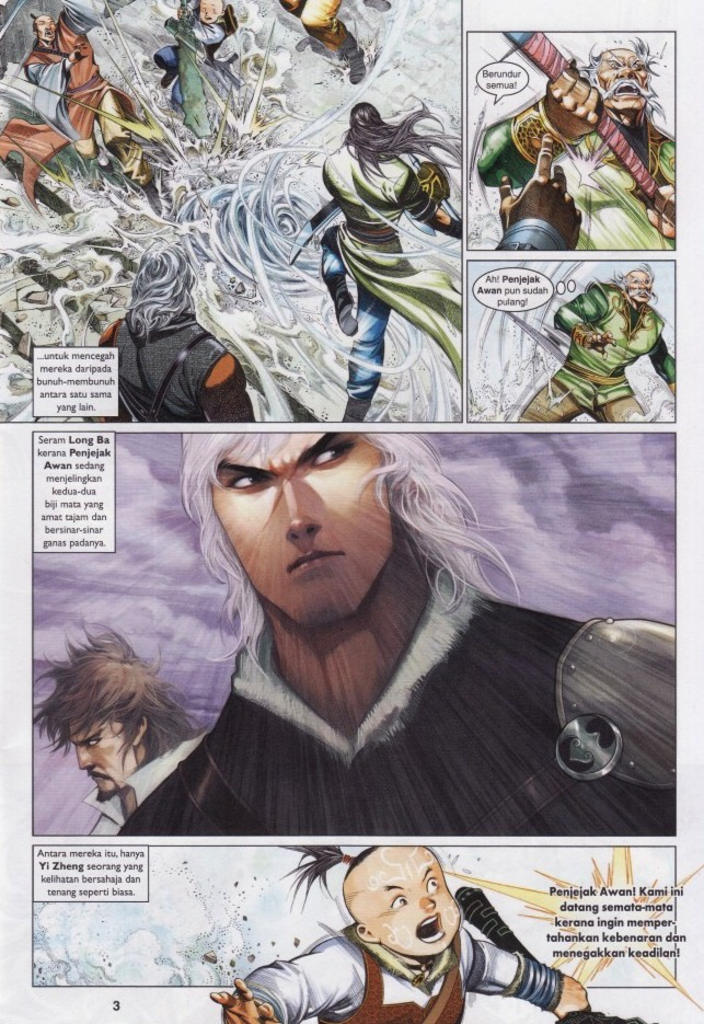 Berundur
semua!
Ah! Penjejak
Awan pun sudah
pulang!
...untuk mencegah
mereka daripada
bunuh-membunuh
antara satu sama
yang lain.
Seram Long Ba
kerana Penjejak
Awan sedang
menjelingkan
kedua-dua
biji mata yang
amat tajam dan
bersinar-sinar
ganas padanya.
Antara mereka itu, hanya
Yi Zheng seorang yang
kelihatan bersahaja dan
tenang seperti biasa.
Penjejak Awan! Kami ini
datang semata-mata
kerana ingin memper-
tahankan kebenaran dan
menegakkan keadilan!
3